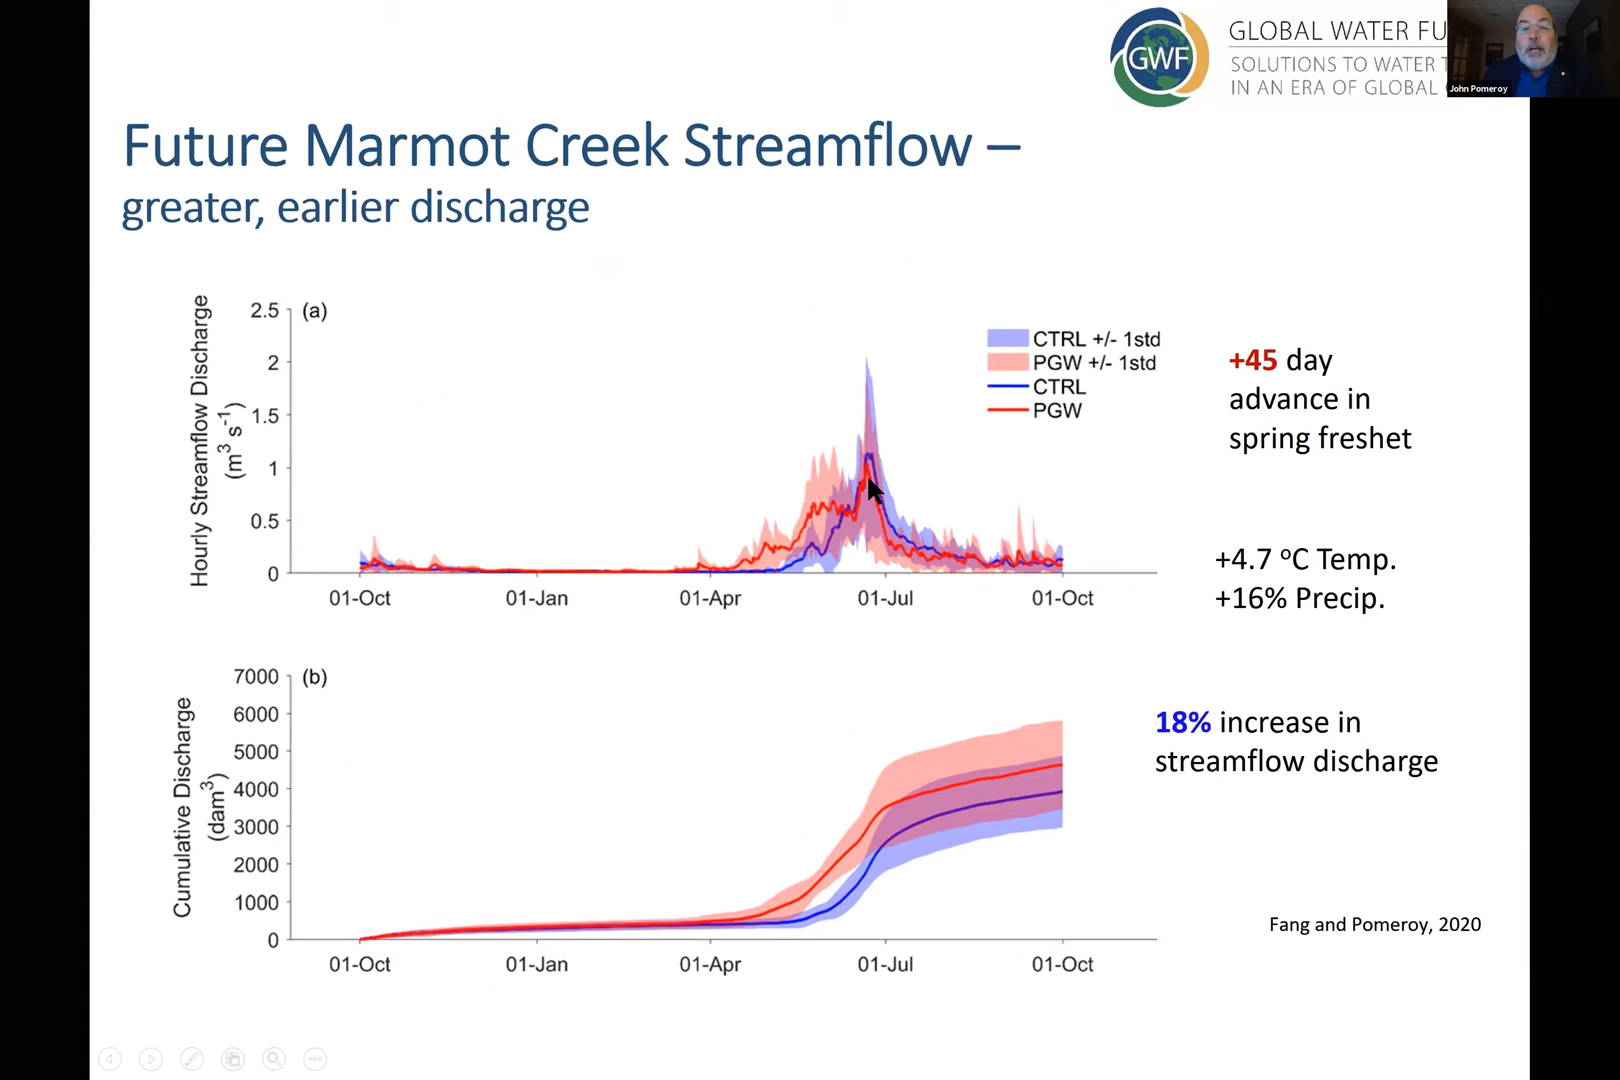 GWF
GLOBAL WATER FU
SOLUTIONS TO WATER T
IN AN ERA OF GLOBAL
John Pomeroy
Future Marmot Creek Streamflow –
greater, earlier discharge
(a)
Hourly Streamflow Discharge
(m³ s⁻¹)
2.5
2
1.5
1
0.5
0
CTRL +/- 1std
PGW +/- 1std
CTRL
PGW
01-Oct 01-Jan 01-Apr 01-Jul 01-Oct
+45 day
advance in
spring freshet
+4.7 ºC Temp.
+16% Precip.
(b)
Cumulative Discharge
(dam³)
7000
6000
5000
4000
3000
2000
1000
0
01-Oct 01-Jan 01-Apr 01-Jul 01-Oct
18% increase in
streamflow discharge
Fang and Pomeroy, 2020